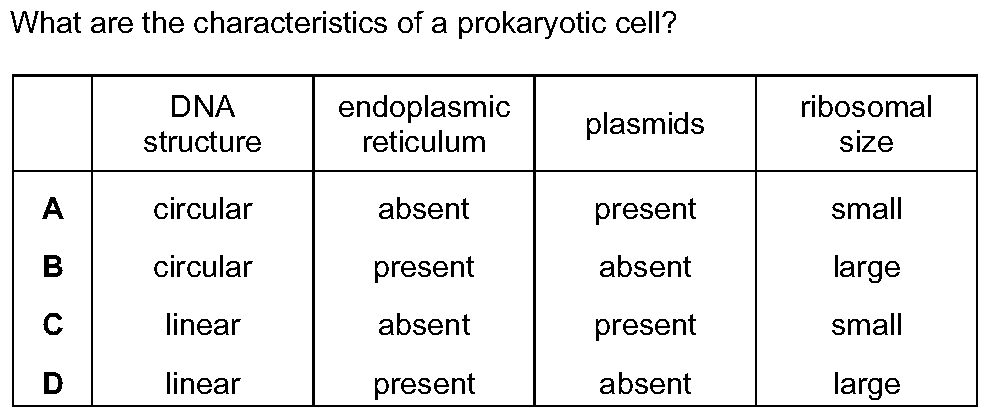 What are the characteristics of a prokaryotic cell?
DNA structure endoplasmic reticulum plasmids ribosomal size
A circular absent present small
B circular present absent large
C linear absent present small
D linear present absent large